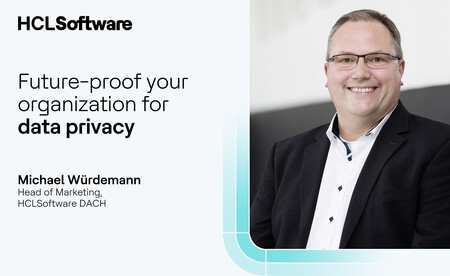 HCLSoftware
Future-proof your
organization for
data privacy
Michael Würdemann
Head of Marketing,
HCLSoftware DACH